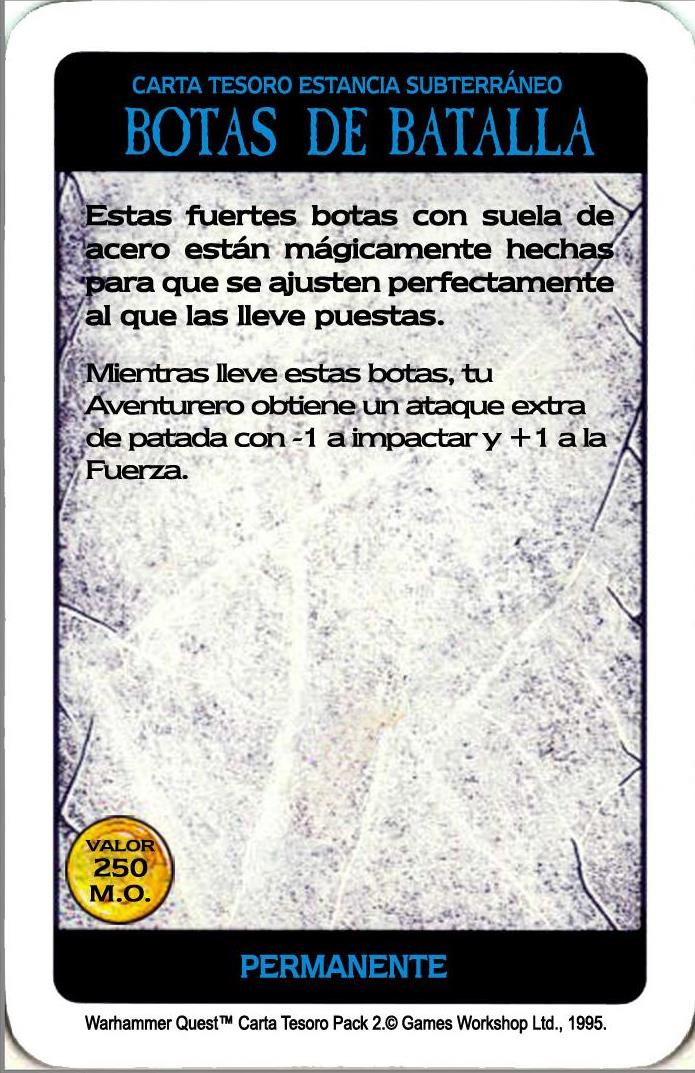 CARTA TESORO ESTANCIA SUBTERRÁNEO
BOTAS DE BATALLA
Estas fuertes botas con suela de
acero están mágicamente hechas
para que se ajusten perfectamente
al que las lleve puestas.
Mientras lleve estas botas, tu
Aventurero obtiene un ataque extra
de patada con -1 a impactar y +1 a la
Fuerza.
VALOR
250
M.O.
PERMANENTE
Warhammer Quest™ Carta Tesoro Pack 2.© Games Workshop Ltd., 1995.